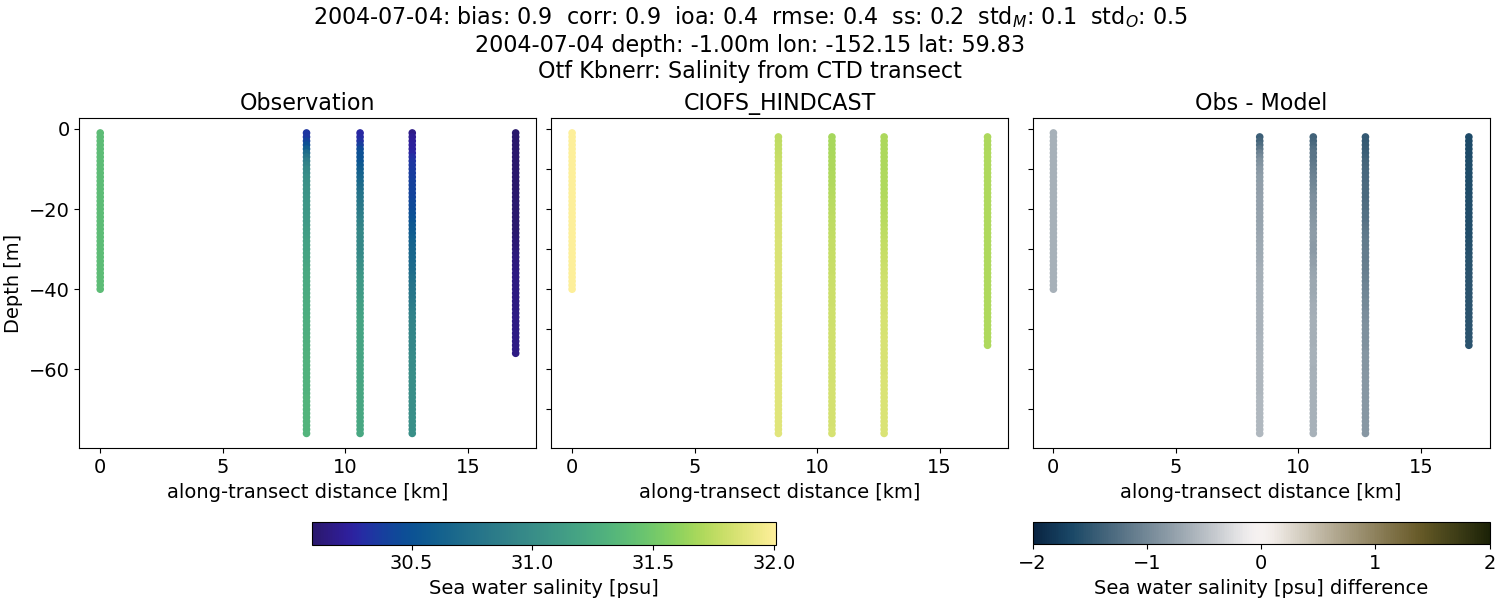 2004-07-04: bias: 0.9 corr: 0.9 ioa: 0.4 rmse: 0.4 ss: 0.2 std_M: 0.1 std_O: 0.5
2004-07-04 depth: -1.00m lon: -152.15 lat: 59.83
Otf Kbnerr: Salinity from CTD transect
Observation
CIOFS_HINDCAST
Obs - Model
Depth [m]
0
−20
−40
−60
0 5 10 15
0 5 10 15
0 5 10 15
along-transect distance [km]
along-transect distance [km]
along-transect distance [km]
30.5 31.0 31.5 32.0
Sea water salinity [psu]
−2 −1 0 1 2
Sea water salinity [psu] difference